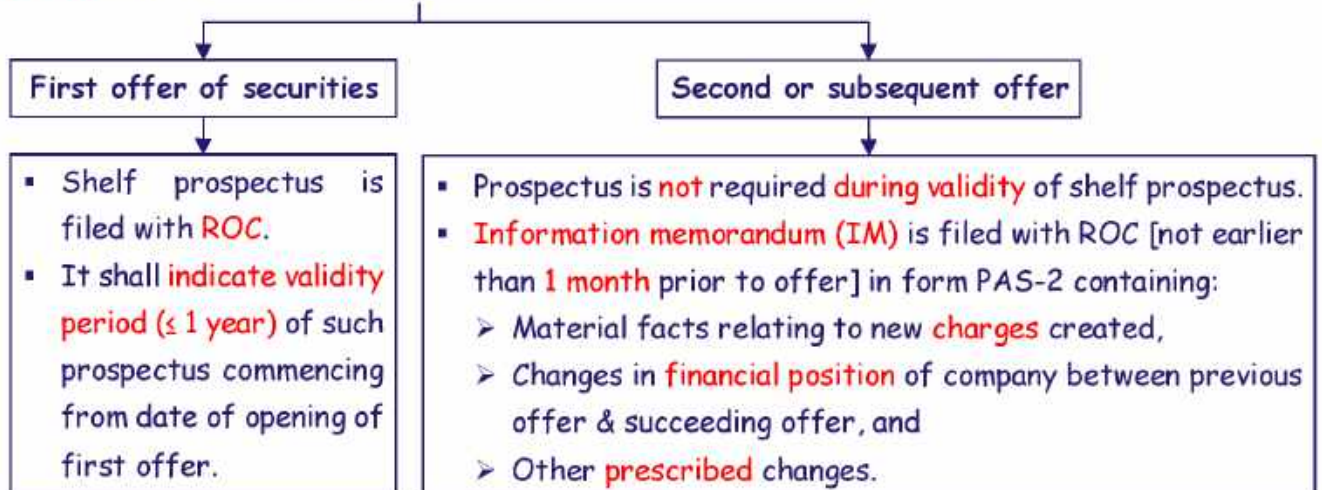 First offer of securities
▪ Shelf prospectus is
filed with ROC.
▪ It shall indicate validity
period (≤ 1 year) of such
prospectus commencing
from date of opening of
first offer.
Second or subsequent offer
▪ Prospectus is not required during validity of shelf prospectus.
▪ Information memorandum (IM) is filed with ROC [not earlier
than 1 month prior to offer] in form PAS-2 containing:
➢ Material facts relating to new charges created,
➢ Changes in financial position of company between previous
offer & succeeding offer, and
➢ Other prescribed changes.